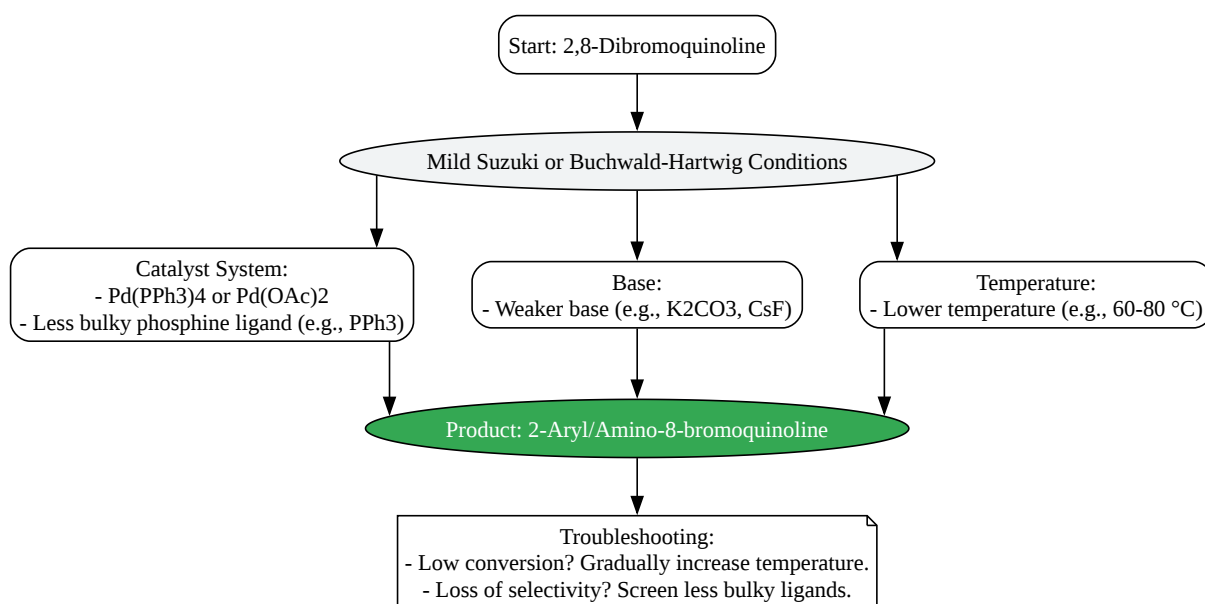 Start: 2,8-Dibromoquinoline
Mild Suzuki or Buchwald-Hartwig Conditions
Catalyst System:
- Pd(PPh3)4 or Pd(OAc)2
- Less bulky phosphine ligand (e.g., PPh3)
Base:
- Weaker base (e.g., K2CO3, CsF)
Temperature:
- Lower temperature (e.g., 60-80 °C)
Product: 2-Aryl/Amino-8-bromoquinoline
Troubleshooting:
- Low conversion? Gradually increase temperature.
- Loss of selectivity? Screen less bulky ligands.